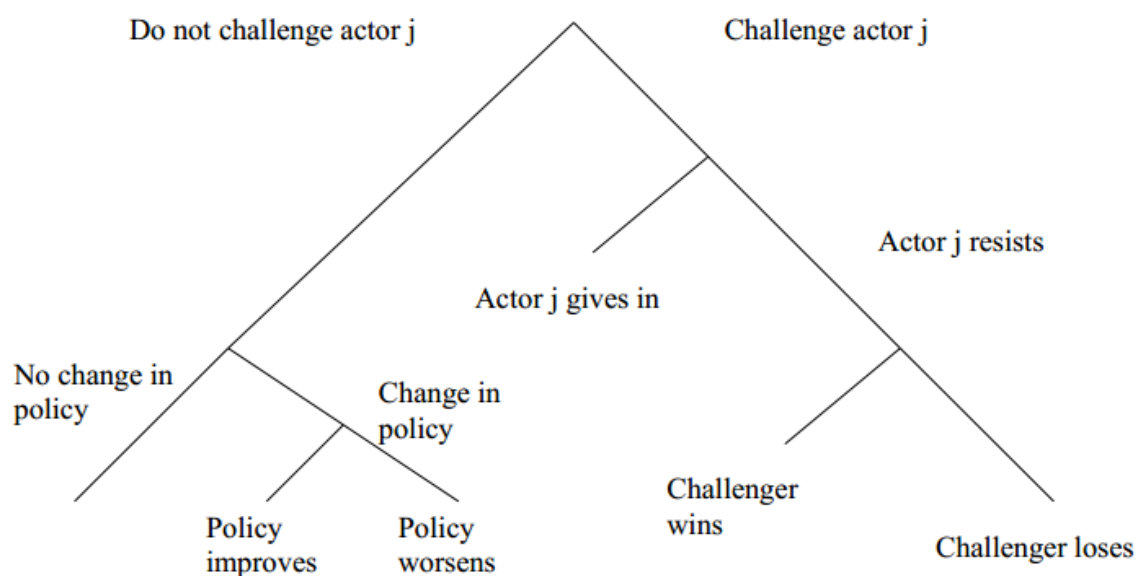 Do not challenge actor j
Challenge actor j
Actor j resists
Actor j gives in
No change in
policy
Change in
policy
Challenger
wins
Policy
improves
Policy
worsens
Challenger loses